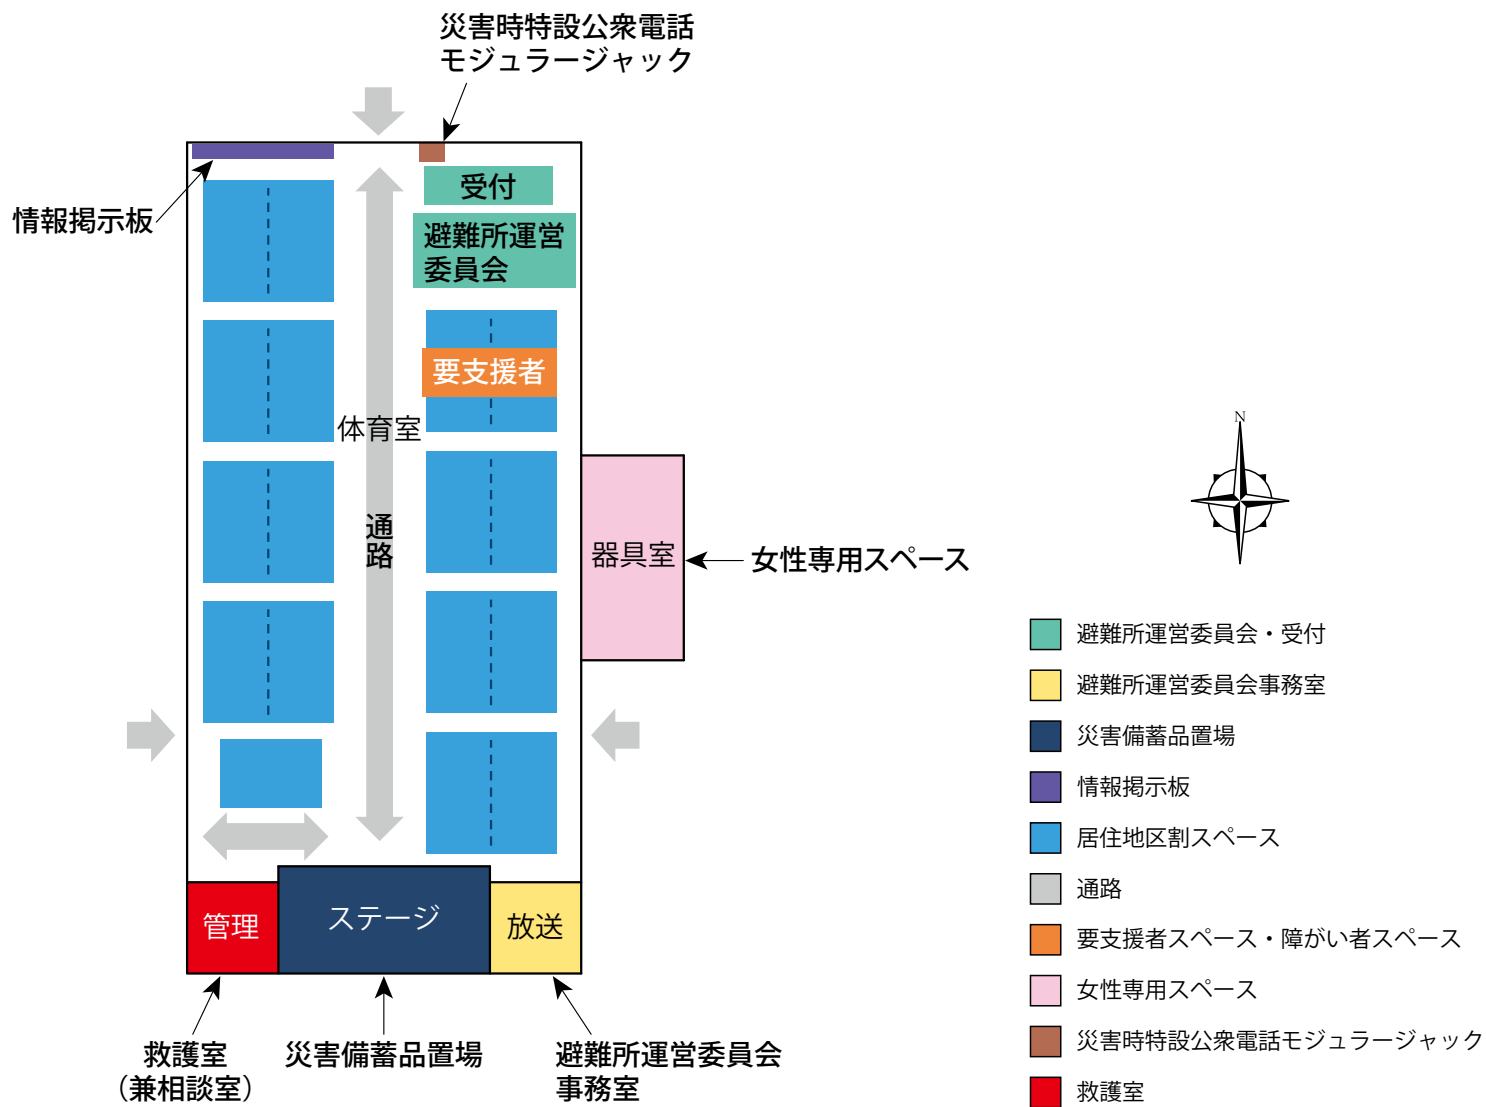 災害時特設公衆電話
モジュラージャック
情報掲示板
受付
避難所運営
委員会
要支援者
体育室
通路
器具室
女性専用スペース
管理
ステージ
放送
救護室
（兼相談室）
災害備蓄品置場
避難所運営委員会
事務室
N
避難所運営委員会・受付
避難所運営委員会事務室
災害備蓄品置場
情報掲示板
居住地区割スペース
通路
要支援者スペース・障がい者スペース
女性専用スペース
災害時特設公衆電話モジュラージャック
救護室